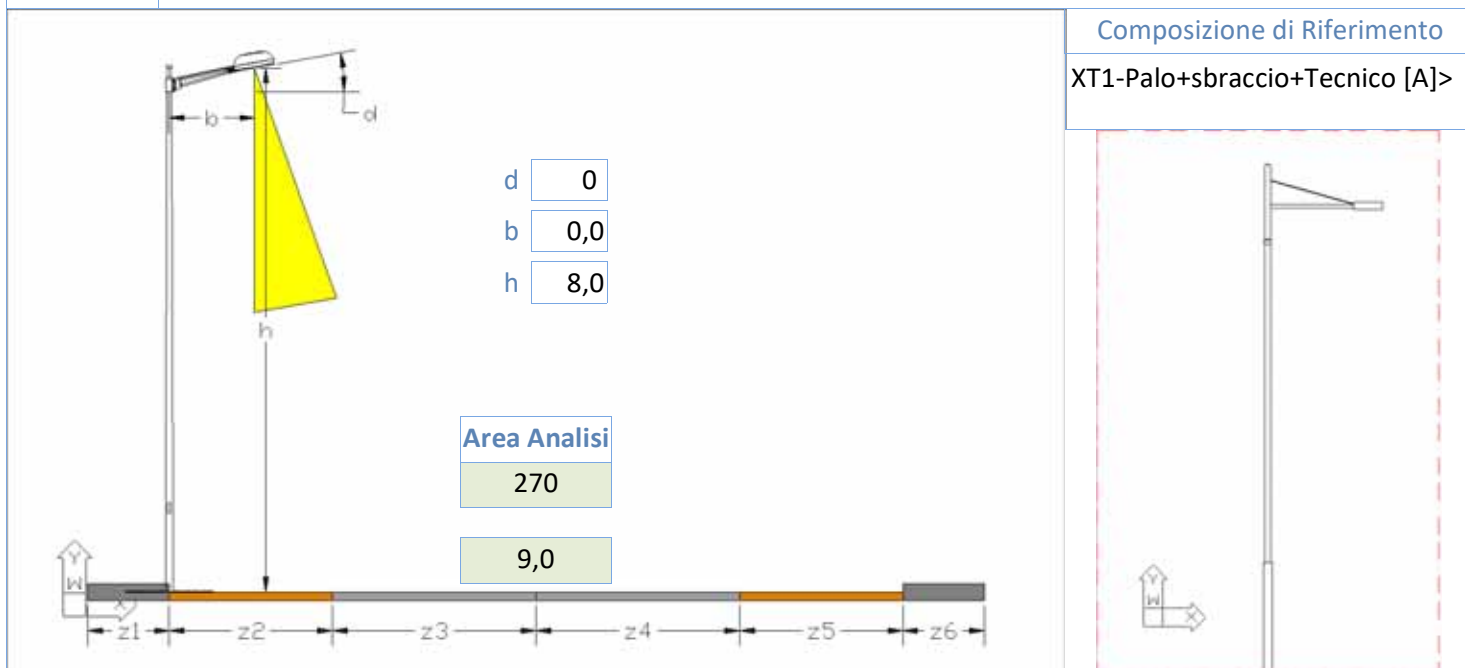 Composizione di Riferimento
XT1-Palo+sbraccio+Tecnico [A]>
d
b
d 0
b 0,0
h 8,0
h
Area Analisi
270
9,0
Y
W
X
z1 z2 z3 z4 z5 z6
Y
W
X